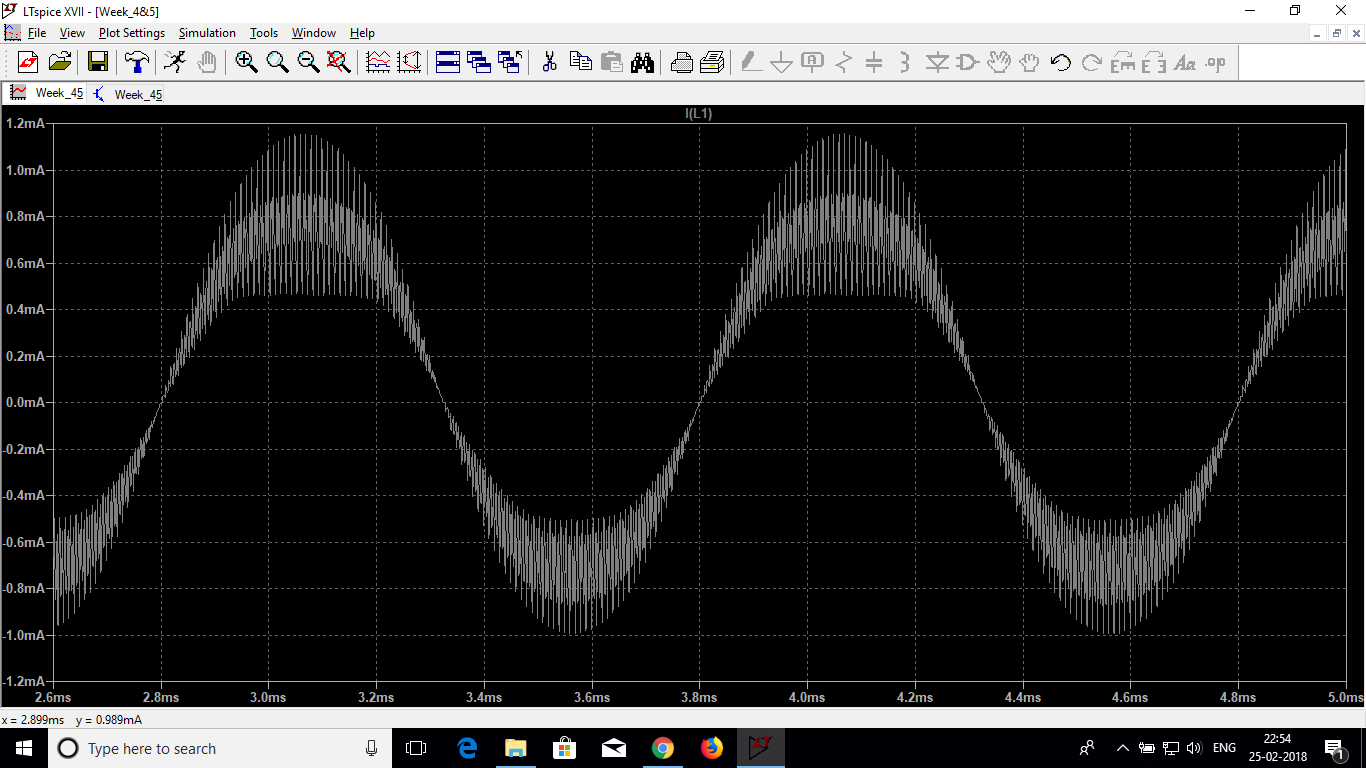 LTspice XVII - [Week_4&5]
File View Plot Settings Simulation Tools Window Help
Week_45 Week_45
I(L1)
1.2mA
1.0mA
0.8mA
0.6mA
0.4mA
0.2mA
0.0mA
-0.2mA
-0.4mA
-0.6mA
-0.8mA
-1.0mA
-1.2mA
2.6ms 2.8ms 3.0ms 3.2ms 3.4ms 3.6ms 3.8ms 4.0ms 4.2ms 4.4ms 4.6ms 4.8ms 5.0ms
x = 2.899ms y = 0.989mA
Type here to search
ENG
22:54
25-02-2018
1
Aa .op